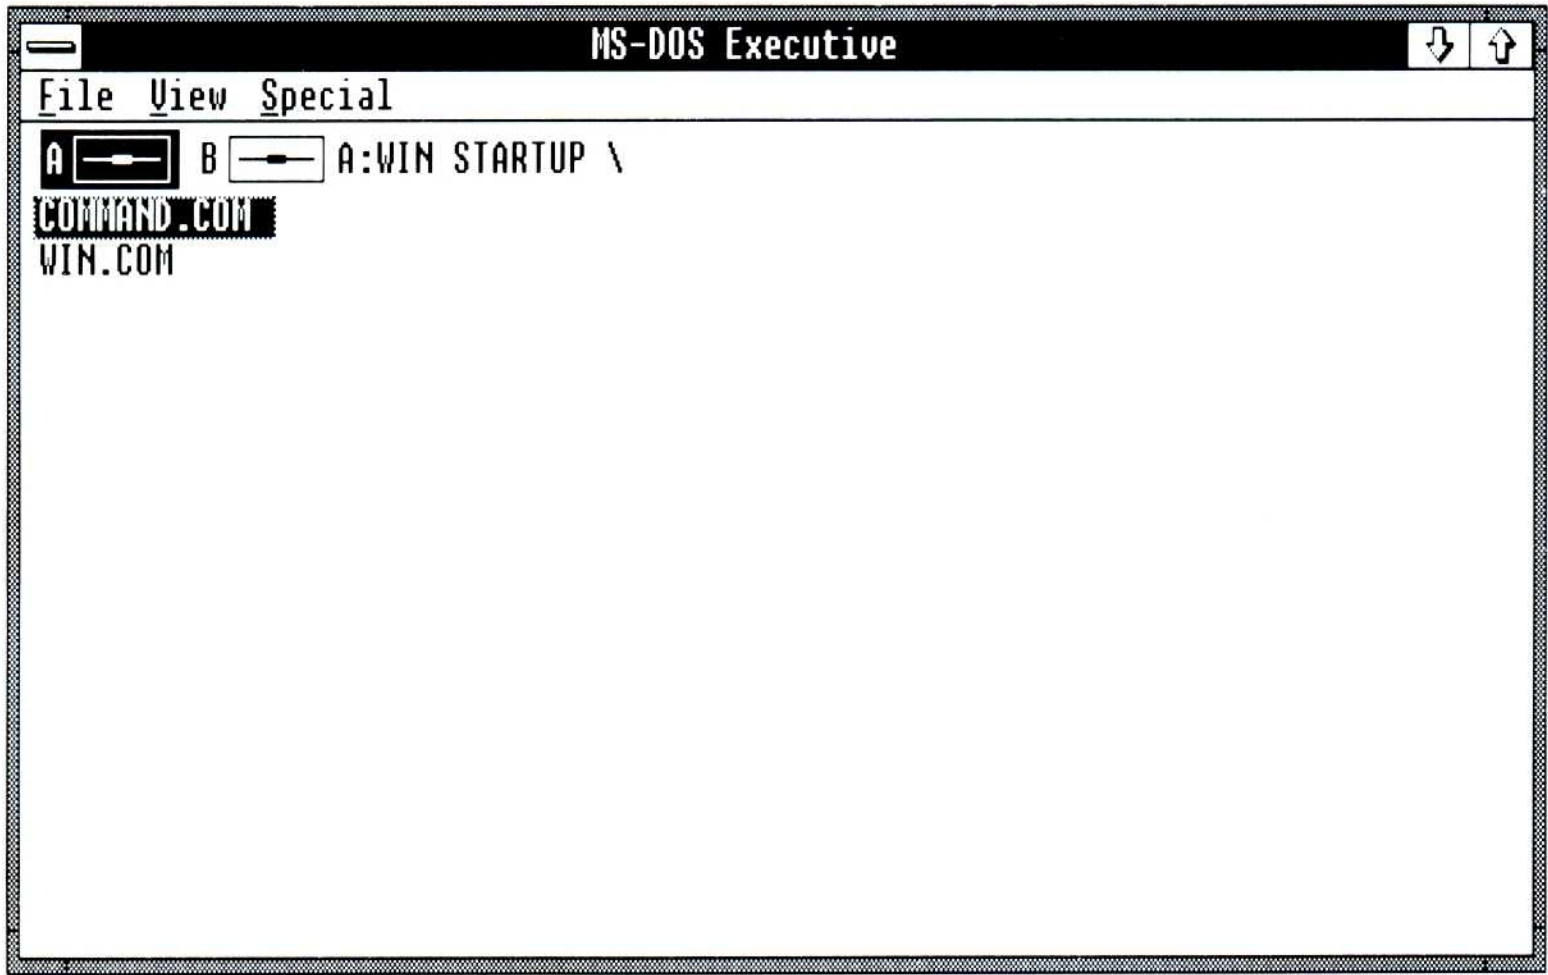 MS-DOS Executive
File View Special
A B A:WIN STARTUP \
COMMAND.COM
WIN.COM